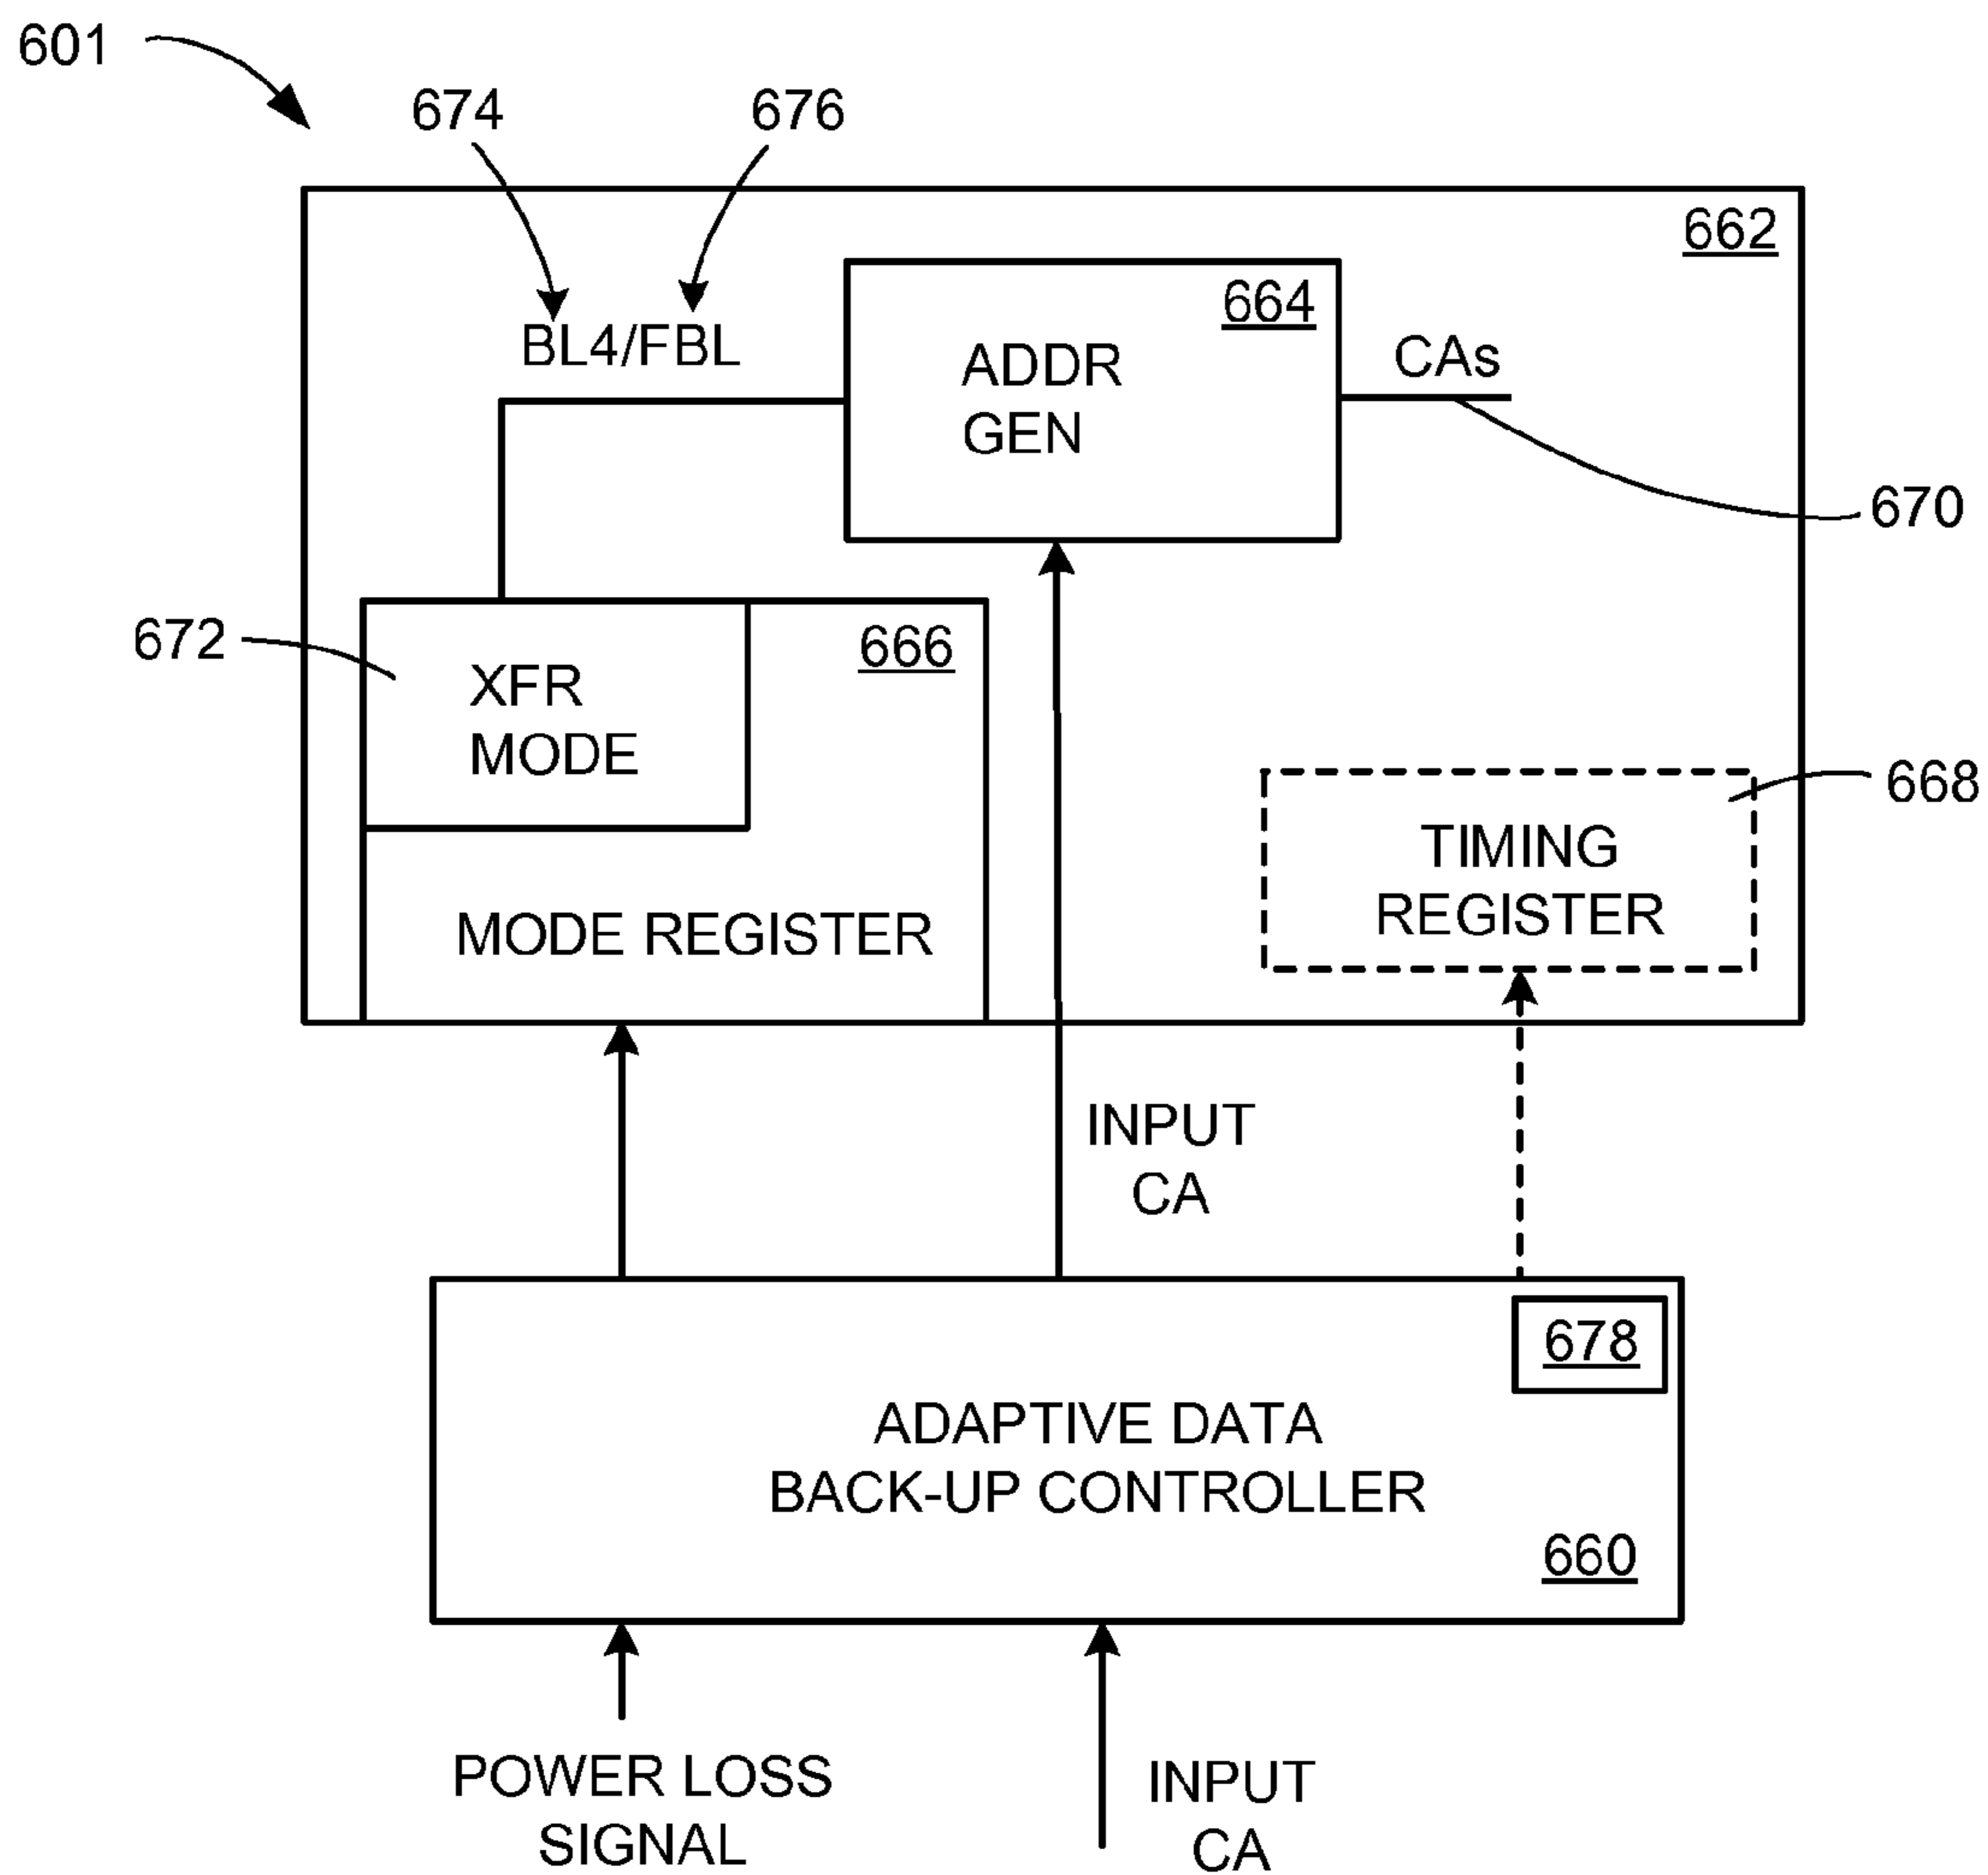 601
674
676
662
664
BL4/FBL
ADDR
GEN
CAs
670
672
666
XFR
MODE
668
TIMING
REGISTER
MODE REGISTER
INPUT
CA
678
ADAPTIVE DATA
BACK-UP CONTROLLER
660
POWER LOSS
SIGNAL
INPUT
CA